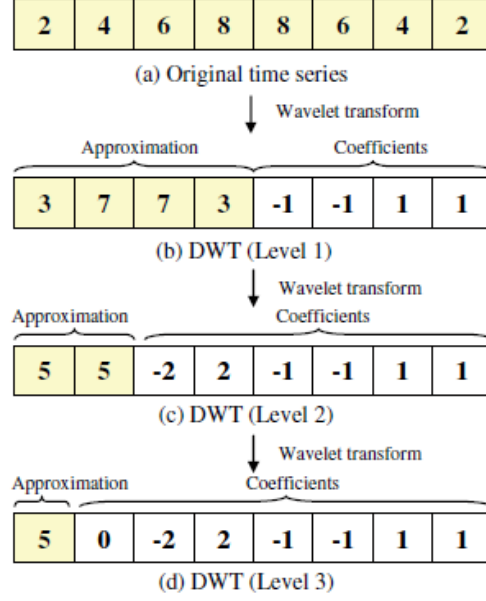 2 4 6 8 8 6 4 2
(a) Original time series
Wavelet transform
Approximation Coefficients
3 7 7 3 -1 -1 1 1
(b) DWT (Level 1)
Wavelet transform
Approximation Coefficients
5 5 -2 2 -1 -1 1 1
(c) DWT (Level 2)
Wavelet transform
Approximation Coefficients
5 0 -2 2 -1 -1 1 1
(d) DWT (Level 3)